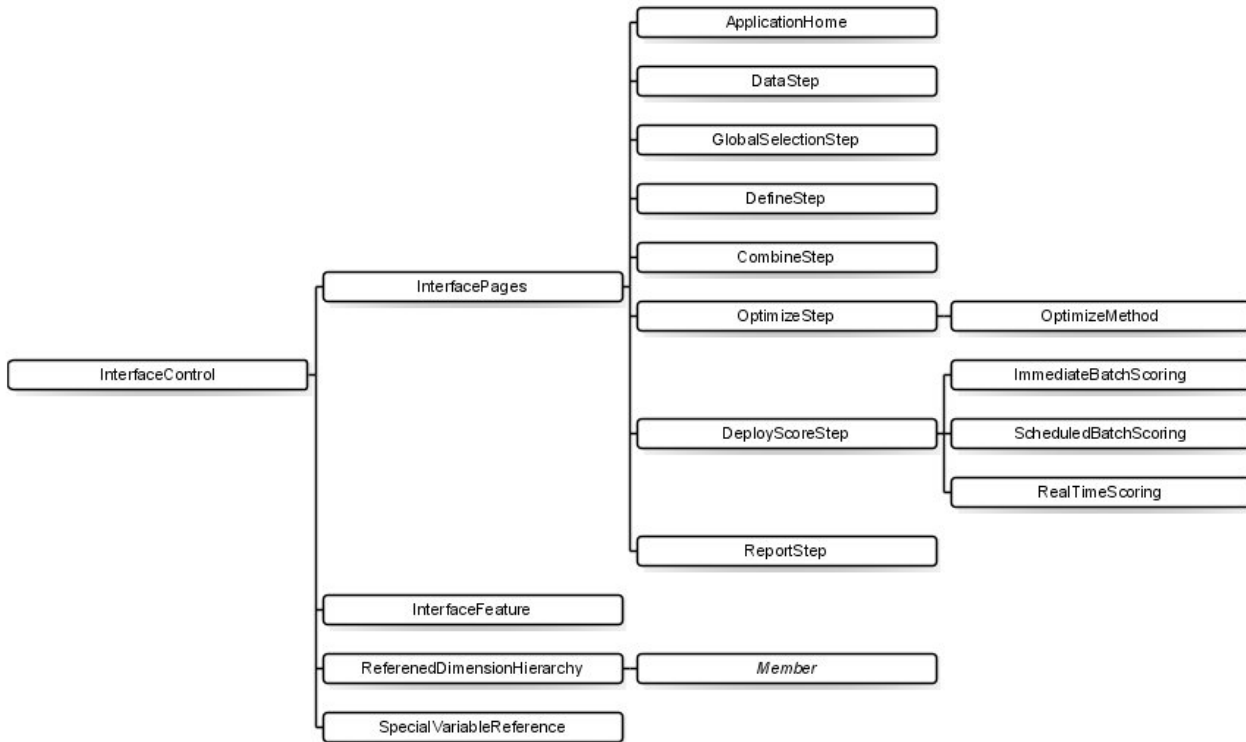 ApplicationHome
DataStep
GlobalSelectionStep
DefineStep
CombineStep
InterfacePages
OptimizeStep
OptimizeMethod
InterfaceControl
ImmediateBatchScoring
DeployScoreStep
ScheduledBatchScoring
RealTimeScoring
ReportStep
InterfaceFeature
ReferenedDimensionHierarchy
Member
SpecialVariableReference